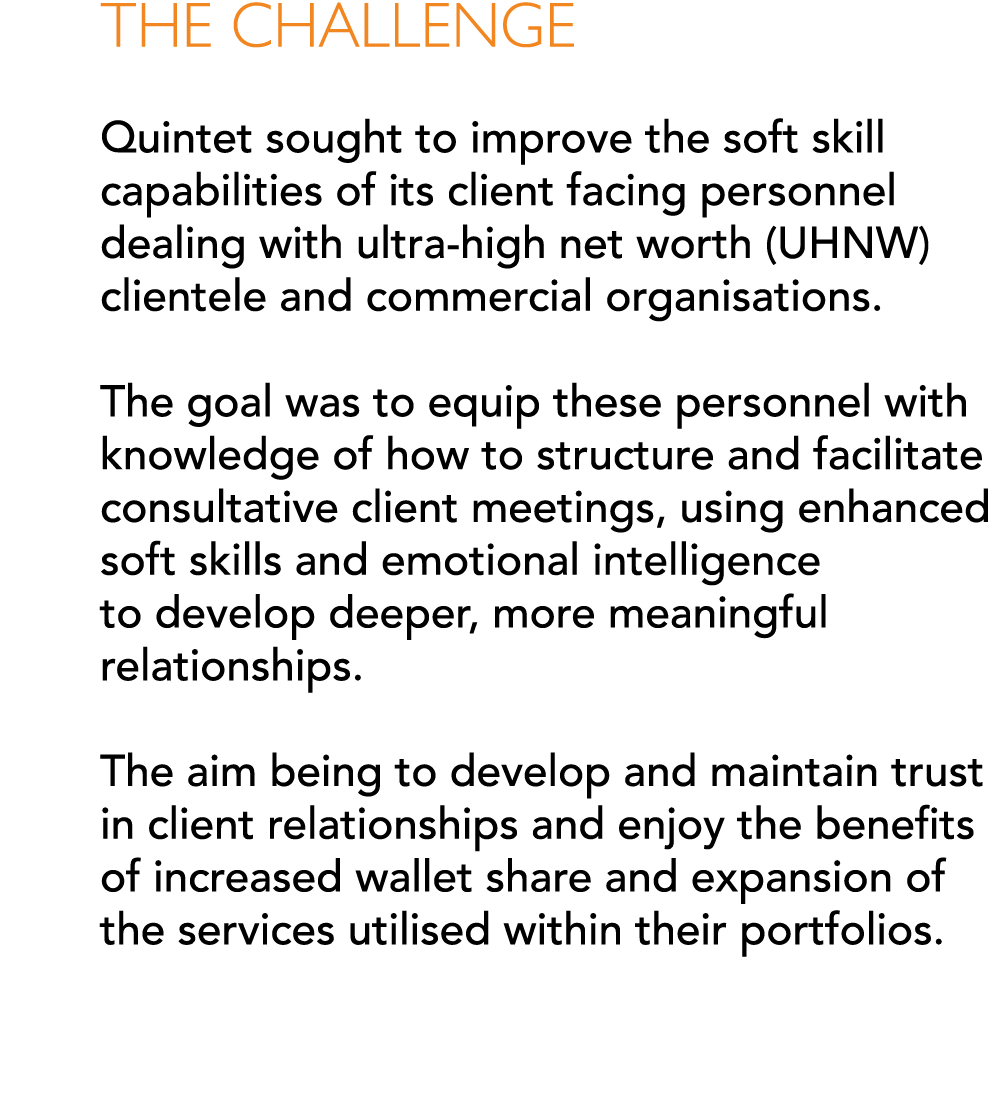 THE CHALLENGE
Quintet sought to improve the soft skill
capabilities of its client facing personnel
dealing with ultra-high net worth (UHNW)
clientele and commercial organisations.
The goal was to equip these personnel with
knowledge of how to structure and facilitate
consultative client meetings, using enhanced
soft skills and emotional intelligence
to develop deeper, more meaningful
relationships.
The aim being to develop and maintain trust
in client relationships and enjoy the benefits
of increased wallet share and expansion of
the services utilised within their portfolios.